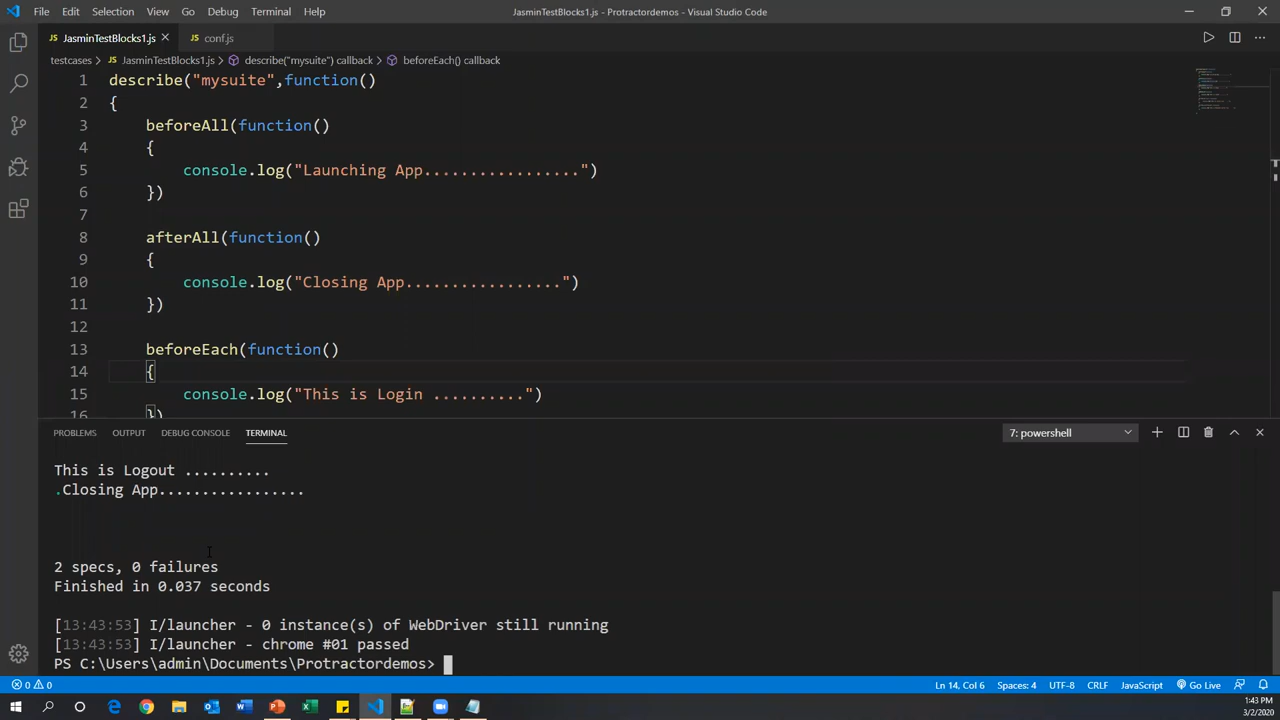 File Edit Selection View Go Debug Terminal Help JasminTestBlocks1.js - Protractordemos - Visual Studio Code
JS JasminTestBlocks1.js JS conf.js
testcases > JS JasminTestBlocks1.js > describe("mysuite") callback > beforeEach() callback
1 describe("mysuite",function()
2 {
3 beforeAll(function()
4 {
5 console.log("Launching App.................")
6 })
7
8 afterAll(function()
9 {
10 console.log("Closing App.................")
11 })
12
13 beforeEach(function()
14 {
15 console.log("This is Login ..........")
16 })
PROBLEMS OUTPUT DEBUG CONSOLE TERMINAL 7: powershell
This is Logout ..........
.Closing App.................
2 specs, 0 failures
Finished in 0.037 seconds
[13:43:53] I/launcher - 0 instance(s) of WebDriver still running
[13:43:53] I/launcher - chrome #01 passed
PS C:\Users\admin\Documents\Protractordemos>
0 0 Ln 14, Col 6 Spaces: 4 UTF-8 CRLF JavaScript Go Live
1:43 PM
3/2/2020